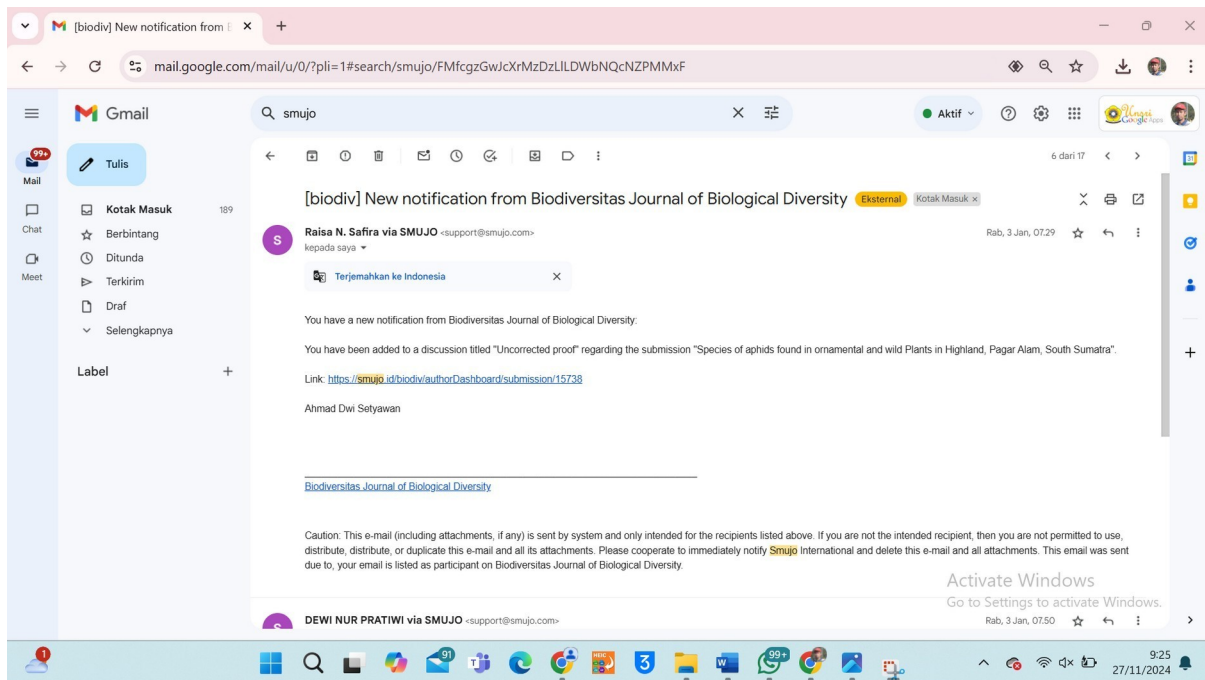 [biodiv] New notification from E
mail.google.com/mail/u/0/?pli=1#search/smujo/FMfcgzGwJcXrMzDzLlLDWbNQcNZPMMxF
Gmail
smujo
Aktif
99+
Mail
Chat
Meet
Tulis
Kotak Masuk 189
Berbintang
Ditunda
Terkirim
Draf
Selengkapnya
Label
6 dari 17
[biodiv] New notification from Biodiversitas Journal of Biological Diversity Eksternal Kotak Masuk ×
Raisa N. Safira via SMUJO <support@smujo.com> Rab, 3 Jan, 07.29
kepada saya
Terjemahkan ke Indonesia
You have a new notification from Biodiversitas Journal of Biological Diversity:
You have been added to a discussion titled "Uncorrected proof" regarding the submission "Species of aphids found in ornamental and wild Plants in Highland, Pagar Alam, South Sumatra".
Link: https://smujo.id/biodiv/authorDashboard/submission/15738
Ahmad Dwi Setyawan
Biodiversitas Journal of Biological Diversity
Caution: This e-mail (including attachments, if any) is sent by system and only intended for the recipients listed above. If you are not the intended recipient, then you are not permitted to use,
distribute, distribute, or duplicate this e-mail and all its attachments. Please cooperate to immediately notify Smujo International and delete this e-mail and all attachments. This email was sent
due to, your email is listed as participant on Biodiversitas Journal of Biological Diversity.
Activate Windows
Go to Settings to activate Windows.
DEWI NUR PRATIWI via SMUJO <support@smujo.com> Rab, 3 Jan, 07.50
9:25
27/11/2024